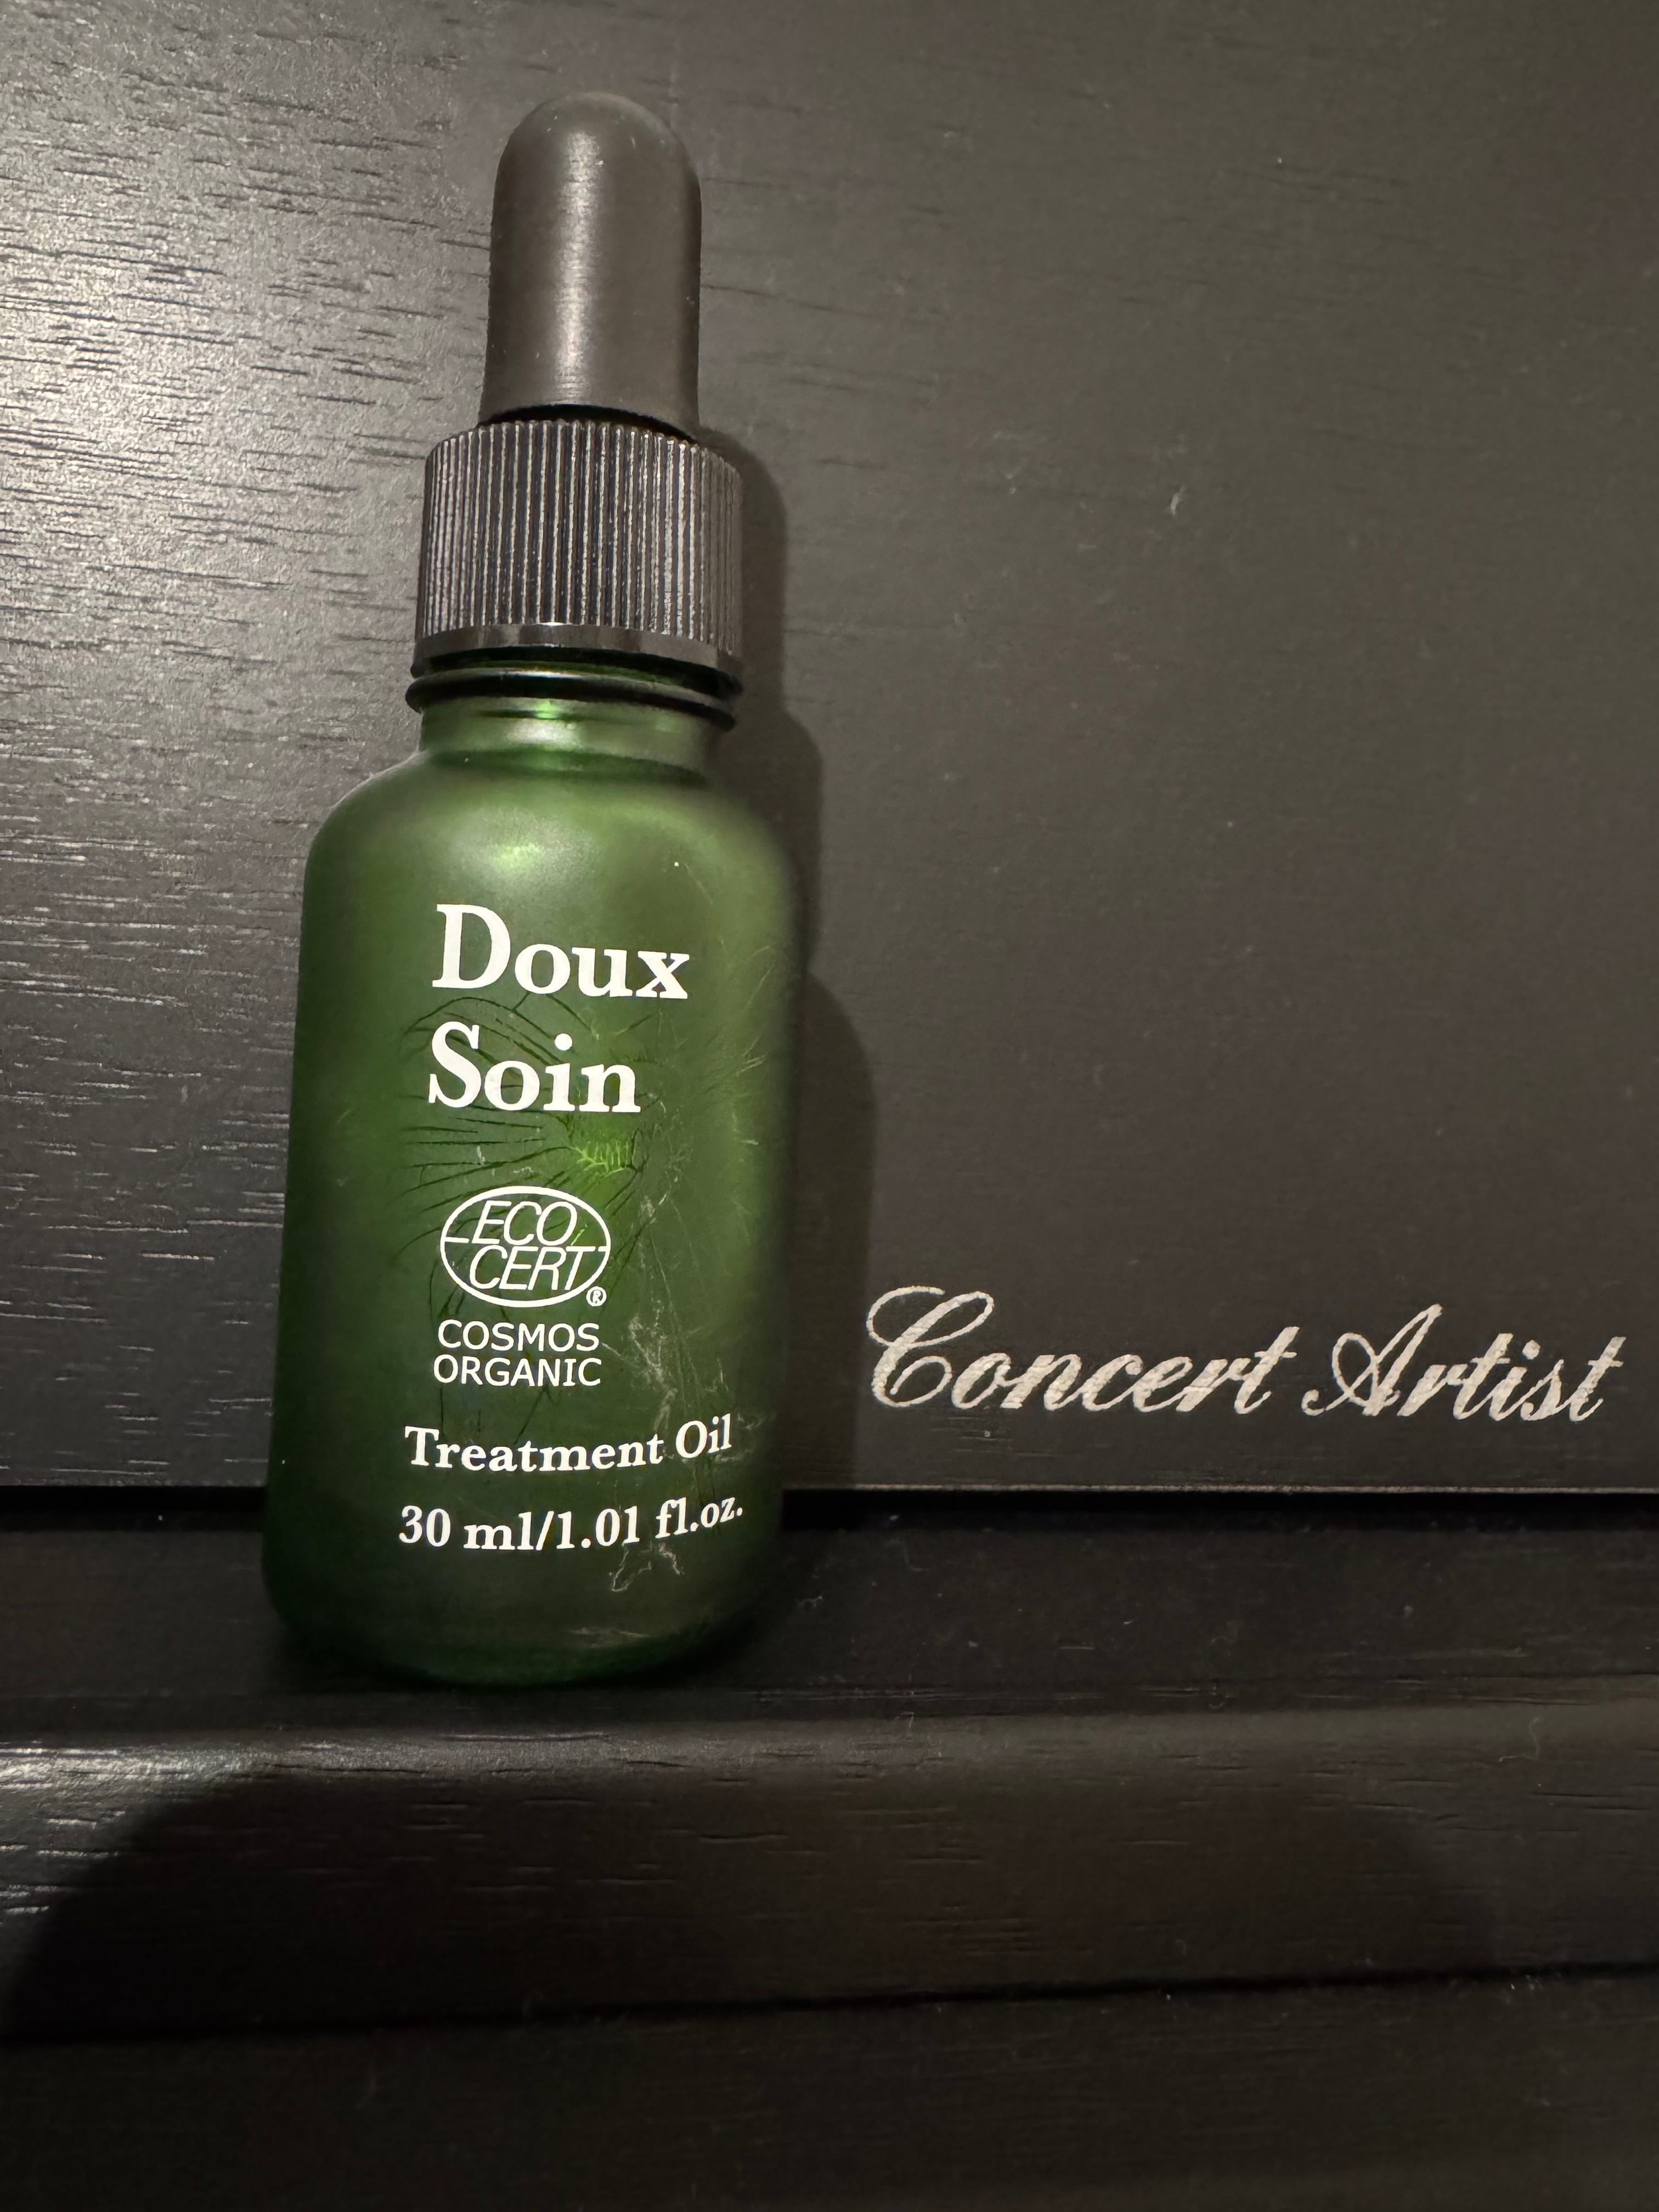 Doux
Soin
ECO
CERT®
COSMOS
ORGANIC
Treatment Oil
30 ml/1.01 fl.oz.
Concert Artist